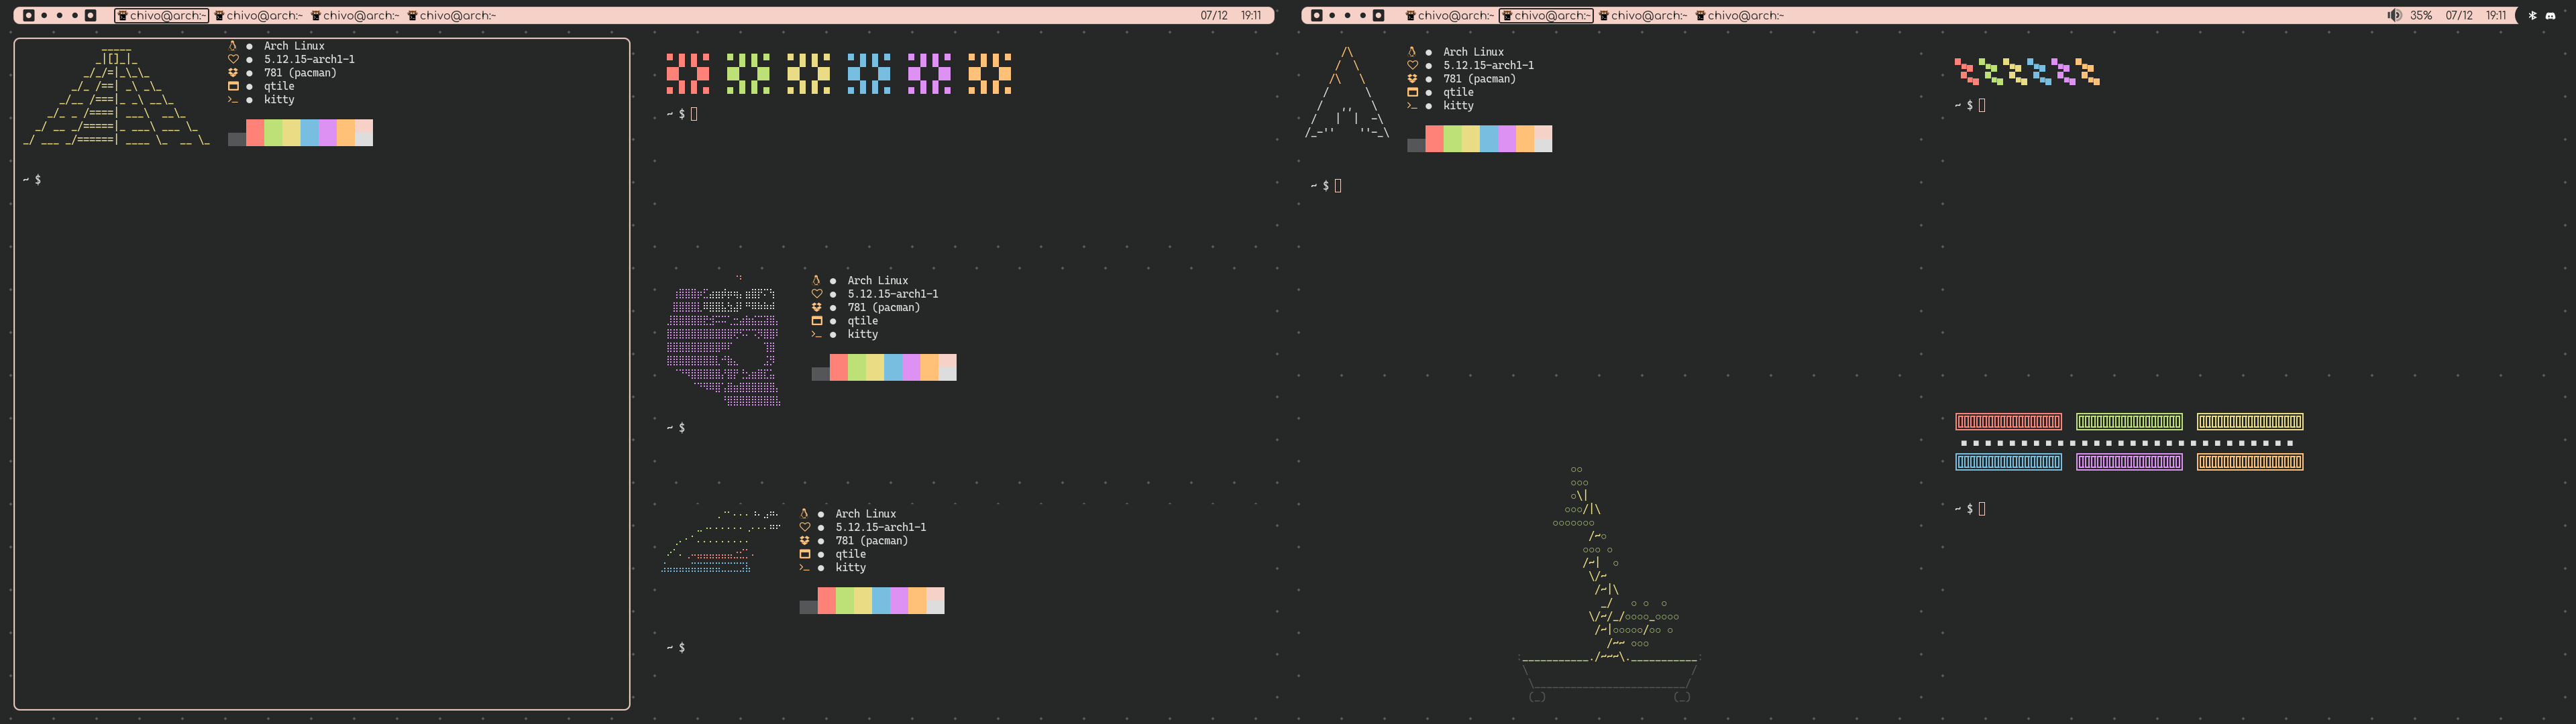 chivo@arch:~ chivo@arch:~ chivo@arch:~ chivo@arch:~
07/12 19:11
chivo@arch:~ chivo@arch:~ chivo@arch:~ chivo@arch:~
35% 07/12 19:11
Arch Linux
5.12.15-arch1-1
781 (pacman)
qtile
kitty
~ $
~ $
Arch Linux
5.12.15-arch1-1
781 (pacman)
qtile
kitty
~ $
Arch Linux
5.12.15-arch1-1
781 (pacman)
qtile
kitty
~ $
Arch Linux
5.12.15-arch1-1
781 (pacman)
qtile
kitty
~ $
~ $
~ $